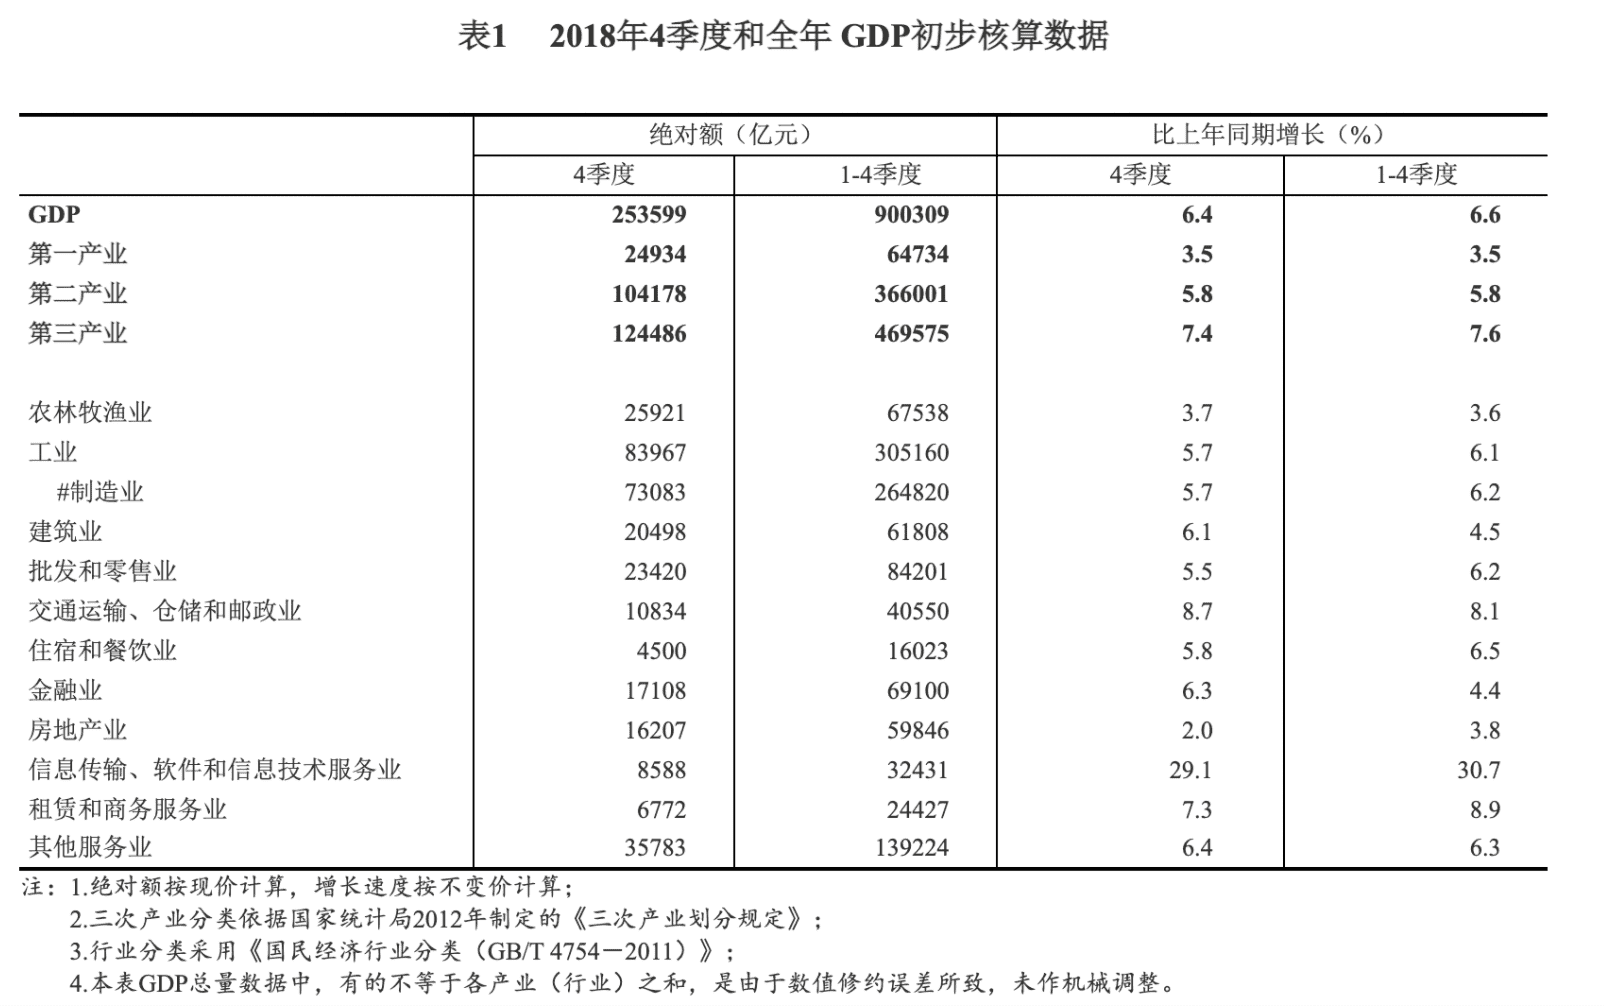 表1 2018年4季度和全年 GDP初步核算数据
绝对额（亿元） 比上年同期增长（%）
4季度 1-4季度 4季度 1-4季度
GDP 253599 900309 6.4 6.6
第一产业 24934 64734 3.5 3.5
第二产业 104178 366001 5.8 5.8
第三产业 124486 469575 7.4 7.6
农林牧渔业 25921 67538 3.7 3.6
工业 83967 305160 5.7 6.1
#制造业 73083 264820 5.7 6.2
建筑业 20498 61808 6.1 4.5
批发和零售业 23420 84201 5.5 6.2
交通运输、仓储和邮政业 10834 40550 8.7 8.1
住宿和餐饮业 4500 16023 5.8 6.5
金融业 17108 69100 6.3 4.4
房地产业 16207 59846 2.0 3.8
信息传输、软件和信息技术服务业 8588 32431 29.1 30.7
租赁和商务服务业 6772 24427 7.3 8.9
其他服务业 35783 139224 6.4 6.3
注：1.绝对额按现价计算，增长速度按不变价计算；
2.三次产业分类依据国家统计局2012年制定的《三次产业划分规定》；
3.行业分类采用《国民经济行业分类（GB/T 4754－2011）》；
4.本表GDP总量数据中，有的不等于各产业（行业）之和，是由于数值修约误差所致，未作机械调整。